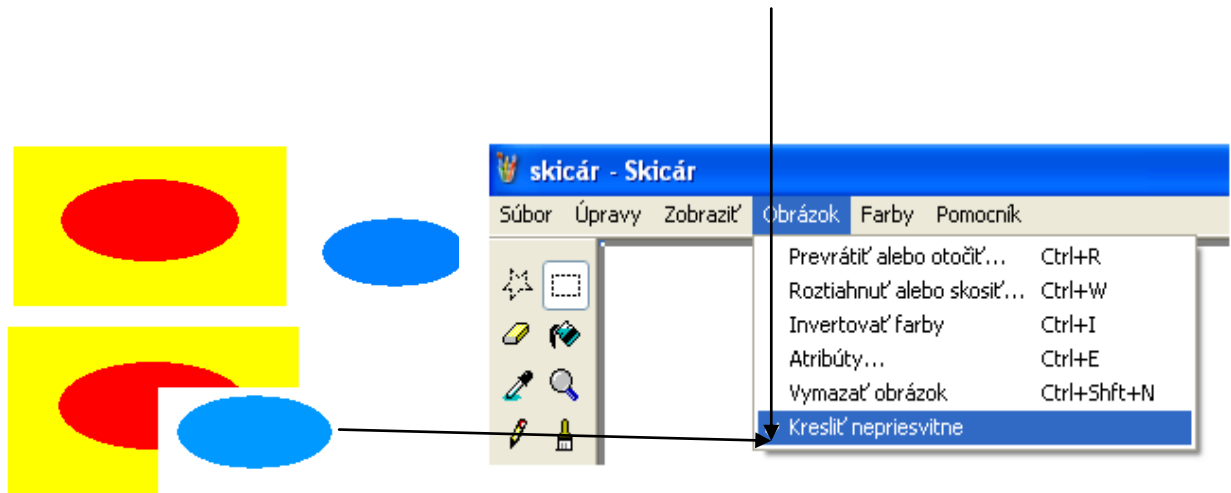 skicár - Skicár
Súbor Úpravy Zobraziť Obrázok Farby Pomocník
Prevrátiť alebo otočiť... Ctrl+R
Roztiahnuť alebo skosiť... Ctrl+W
Invertovať farby Ctrl+I
Atribúty... Ctrl+E
Vymazať obrázok Ctrl+Shft+N
Kresliť nepriesvitne